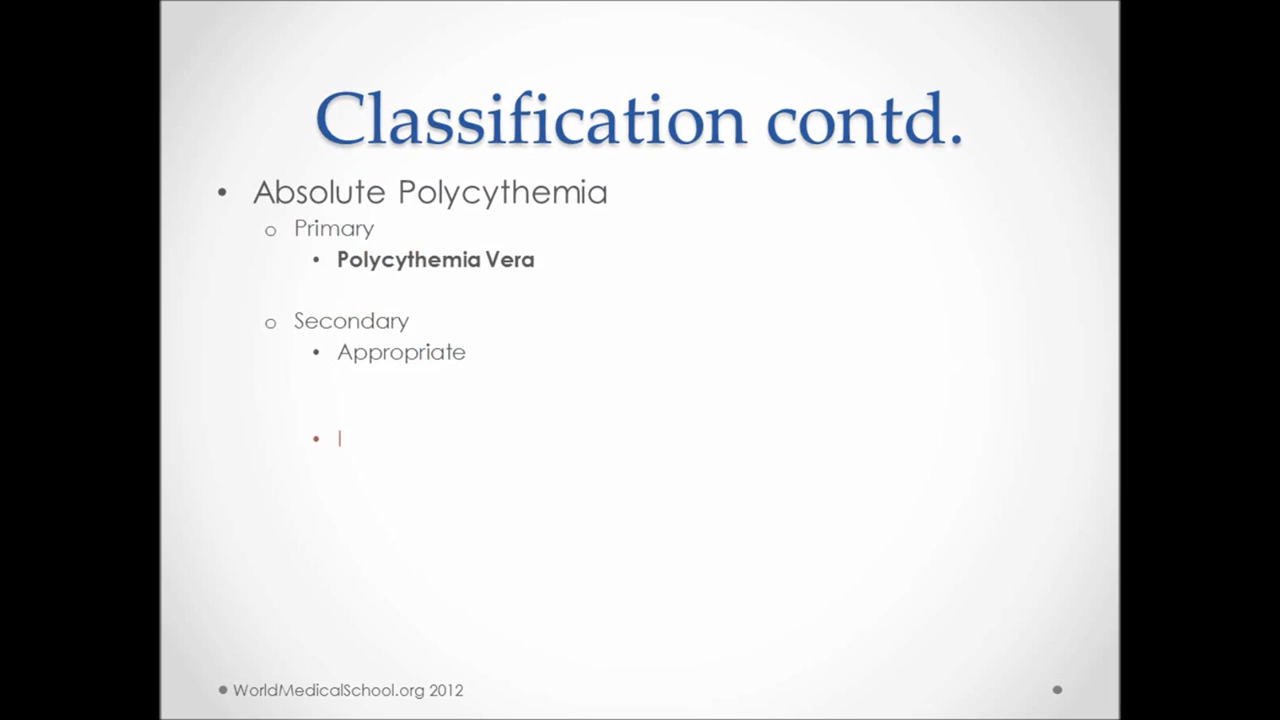 Classification contd.
• Absolute Polycythemia
o Primary
• Polycythemia Vera
o Secondary
• Appropriate
• I
WorldMedicalSchool.org 2012